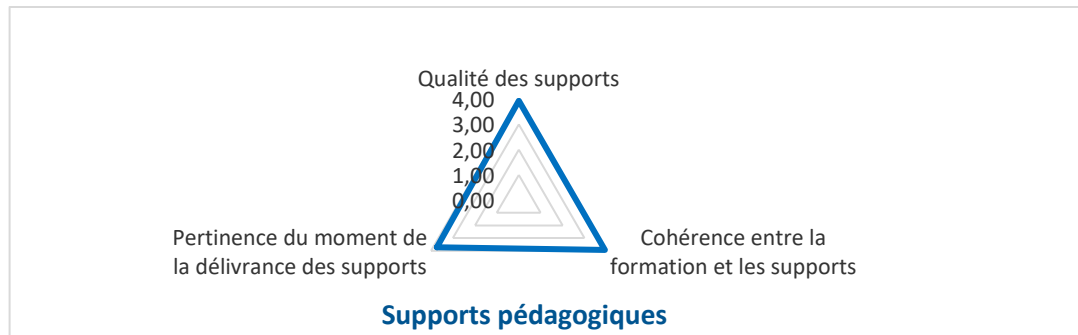 Qualité des supports
4,00
3,00
2,00
1,00
0,00
Pertinence du moment de
la délivrance des supports
Cohérence entre la
formation et les supports
Supports pédagogiques